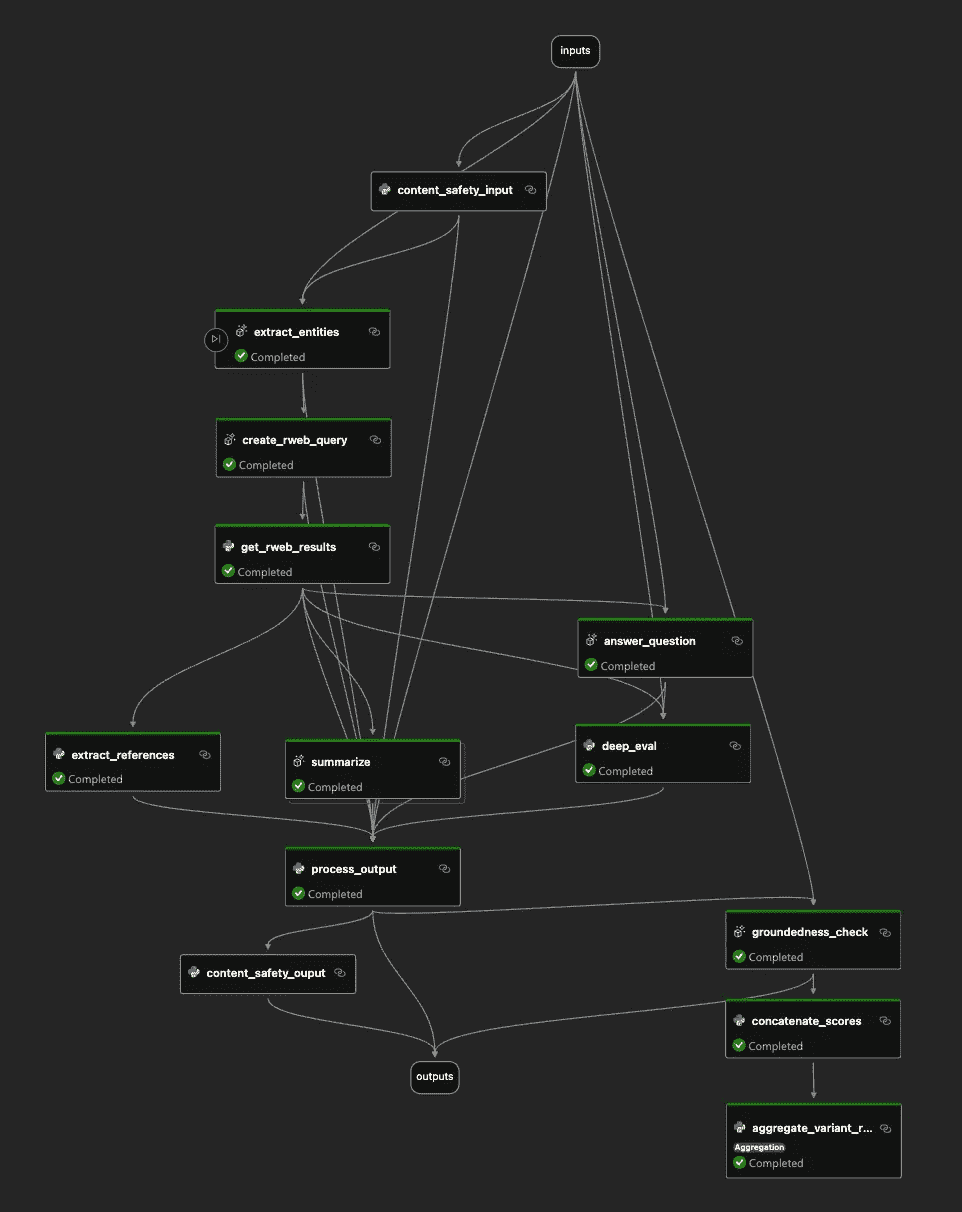 inputs
content_safety_input
extract_entities
Completed
create_rweb_query
Completed
get_rweb_results
Completed
answer_question
Completed
extract_references
Completed
summarize
Completed
deep_eval
Completed
process_output
Completed
groundedness_check
Completed
content_safety_ouput
concatenate_scores
Completed
outputs
aggregate_variant_r...
Aggregation
Completed